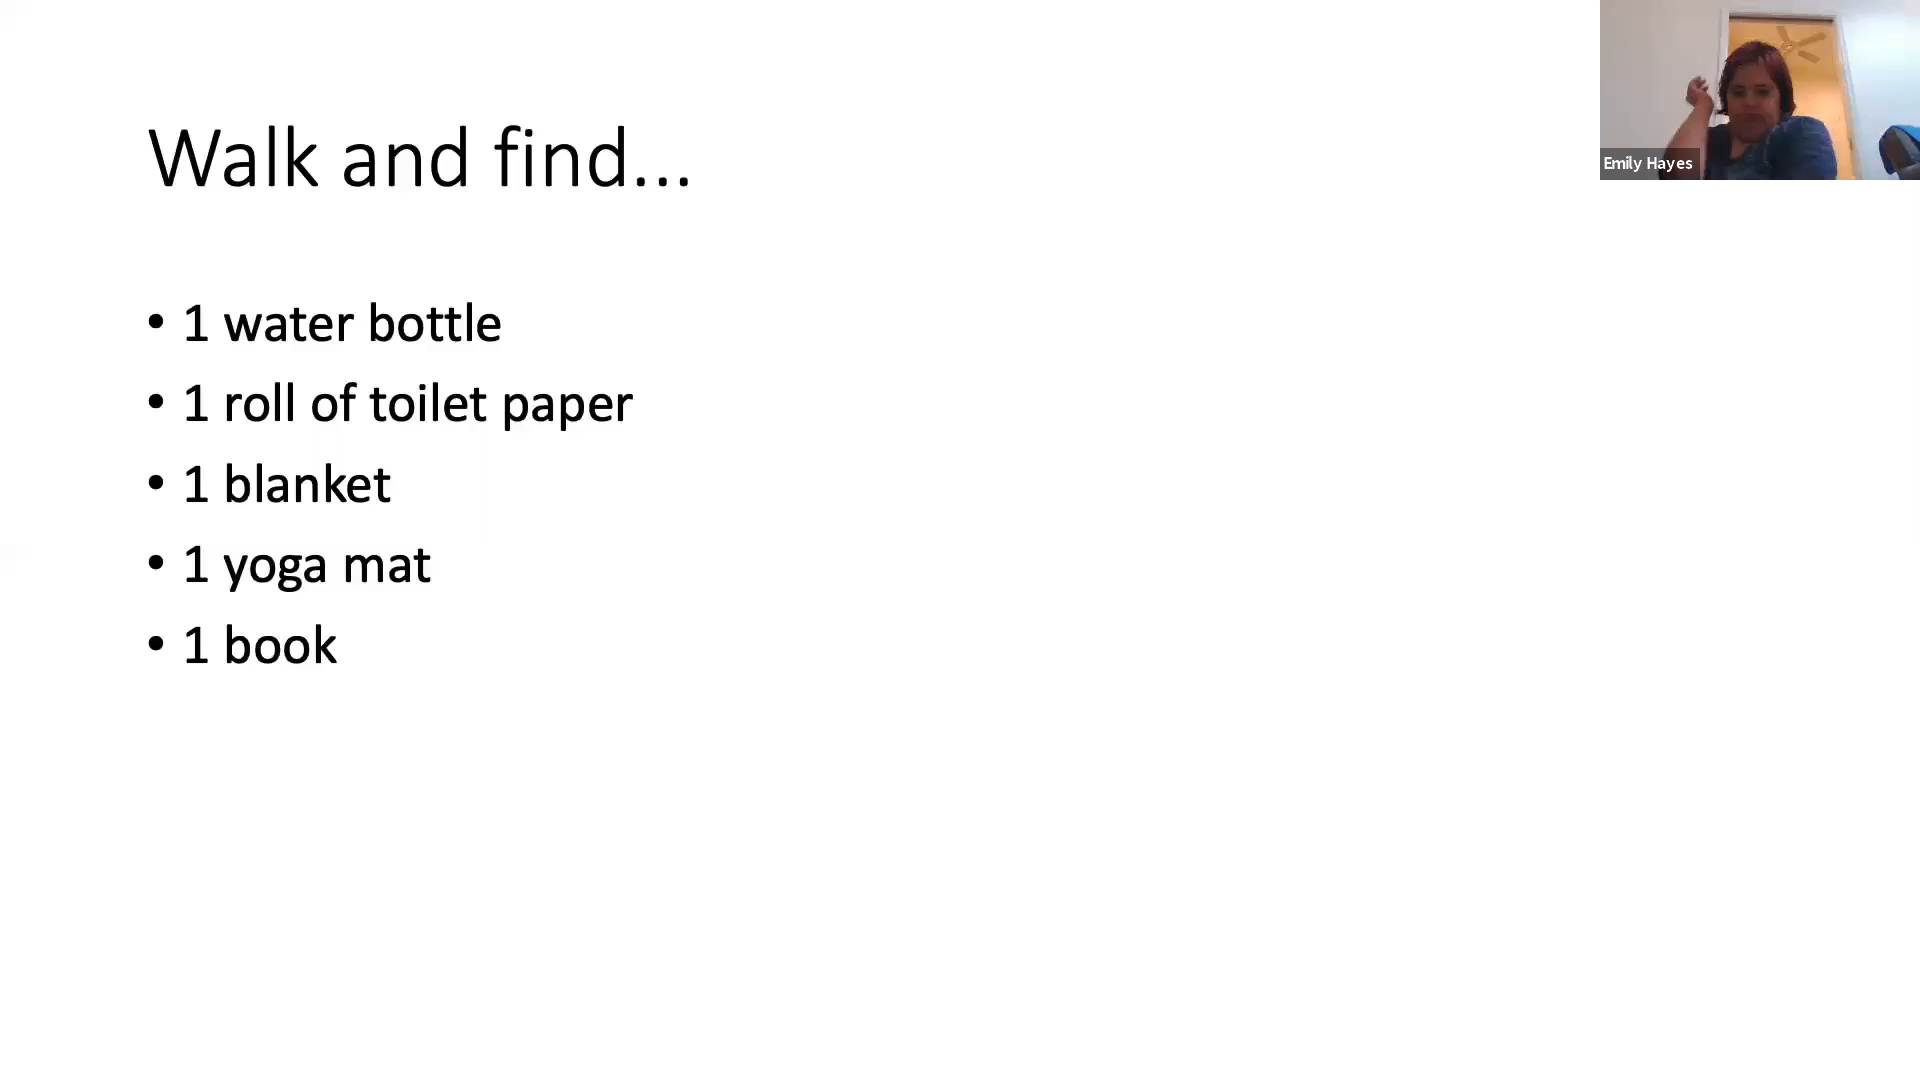 Walk and find...
• 1 water bottle
• 1 roll of toilet paper
• 1 blanket
• 1 yoga mat
• 1 book
Emily Hayes